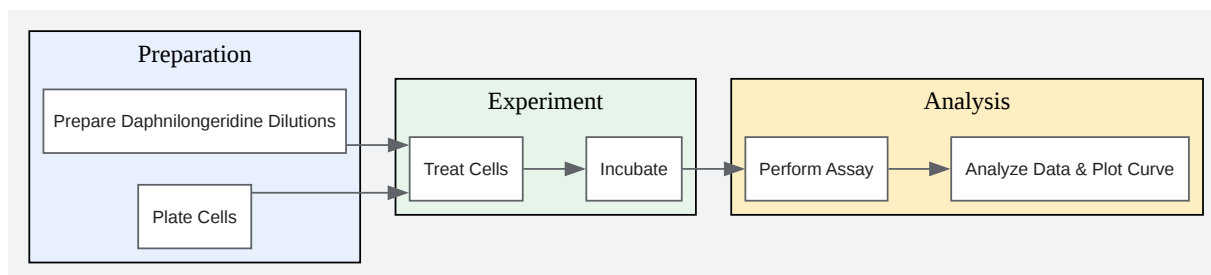 Preparation
Prepare Daphnilongeridine Dilutions
Plate Cells
Experiment
Treat Cells
Incubate
Analysis
Perform Assay
Analyze Data & Plot Curve